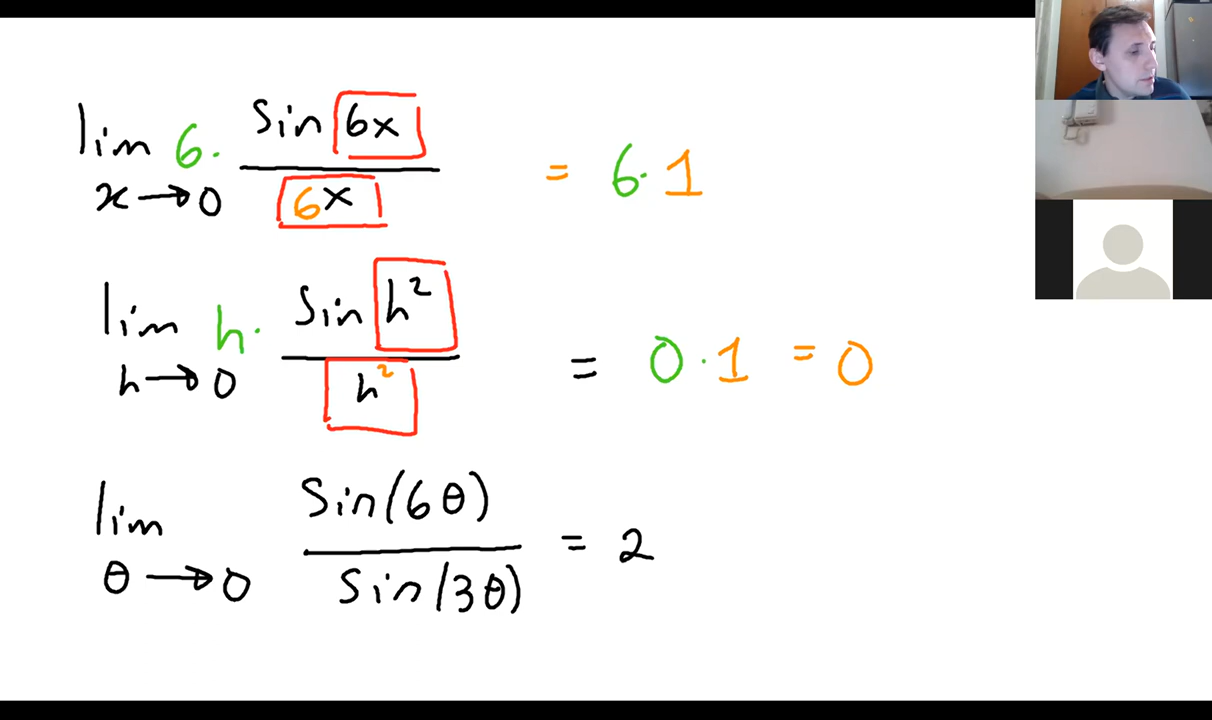 lim x→0 6· sin 6x / 6x = 6·1
lim h→0 h· sin h² / h² = 0·1 = 0
lim θ→0 sin(6θ) / sin(3θ) = 2